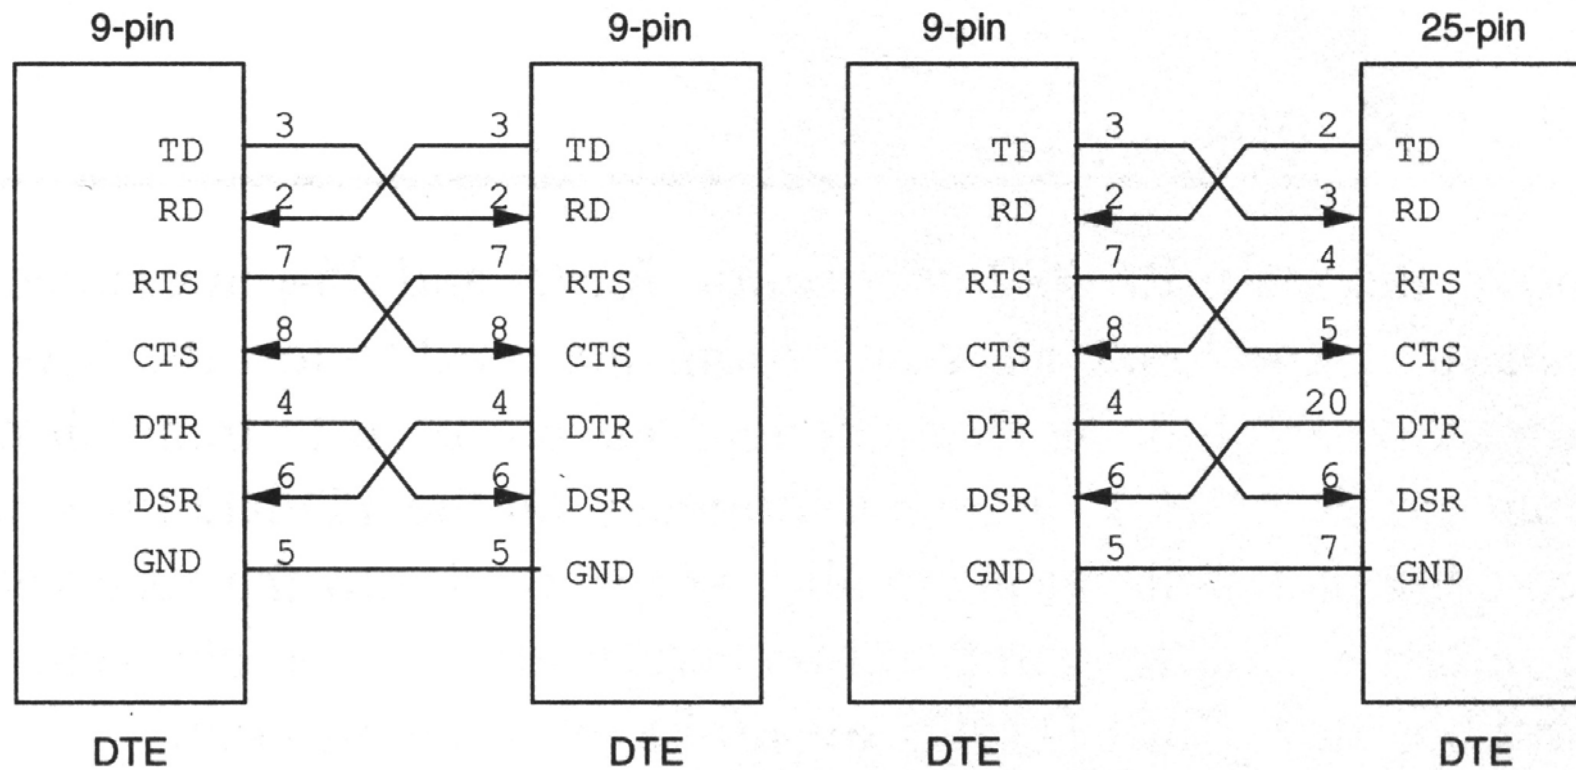 9-pin 9-pin 9-pin 25-pin
3 3 3 2
TD TD TD TD
2 2 2 3
RD RD RD RD
7 7 7 4
RTS RTS RTS RTS
8 8 8 5
CTS CTS CTS CTS
4 4 4 20
DTR DTR DTR DTR
6 6 6 6
DSR DSR DSR DSR
5 5 5 7
GND GND GND GND
DTE DTE DTE DTE